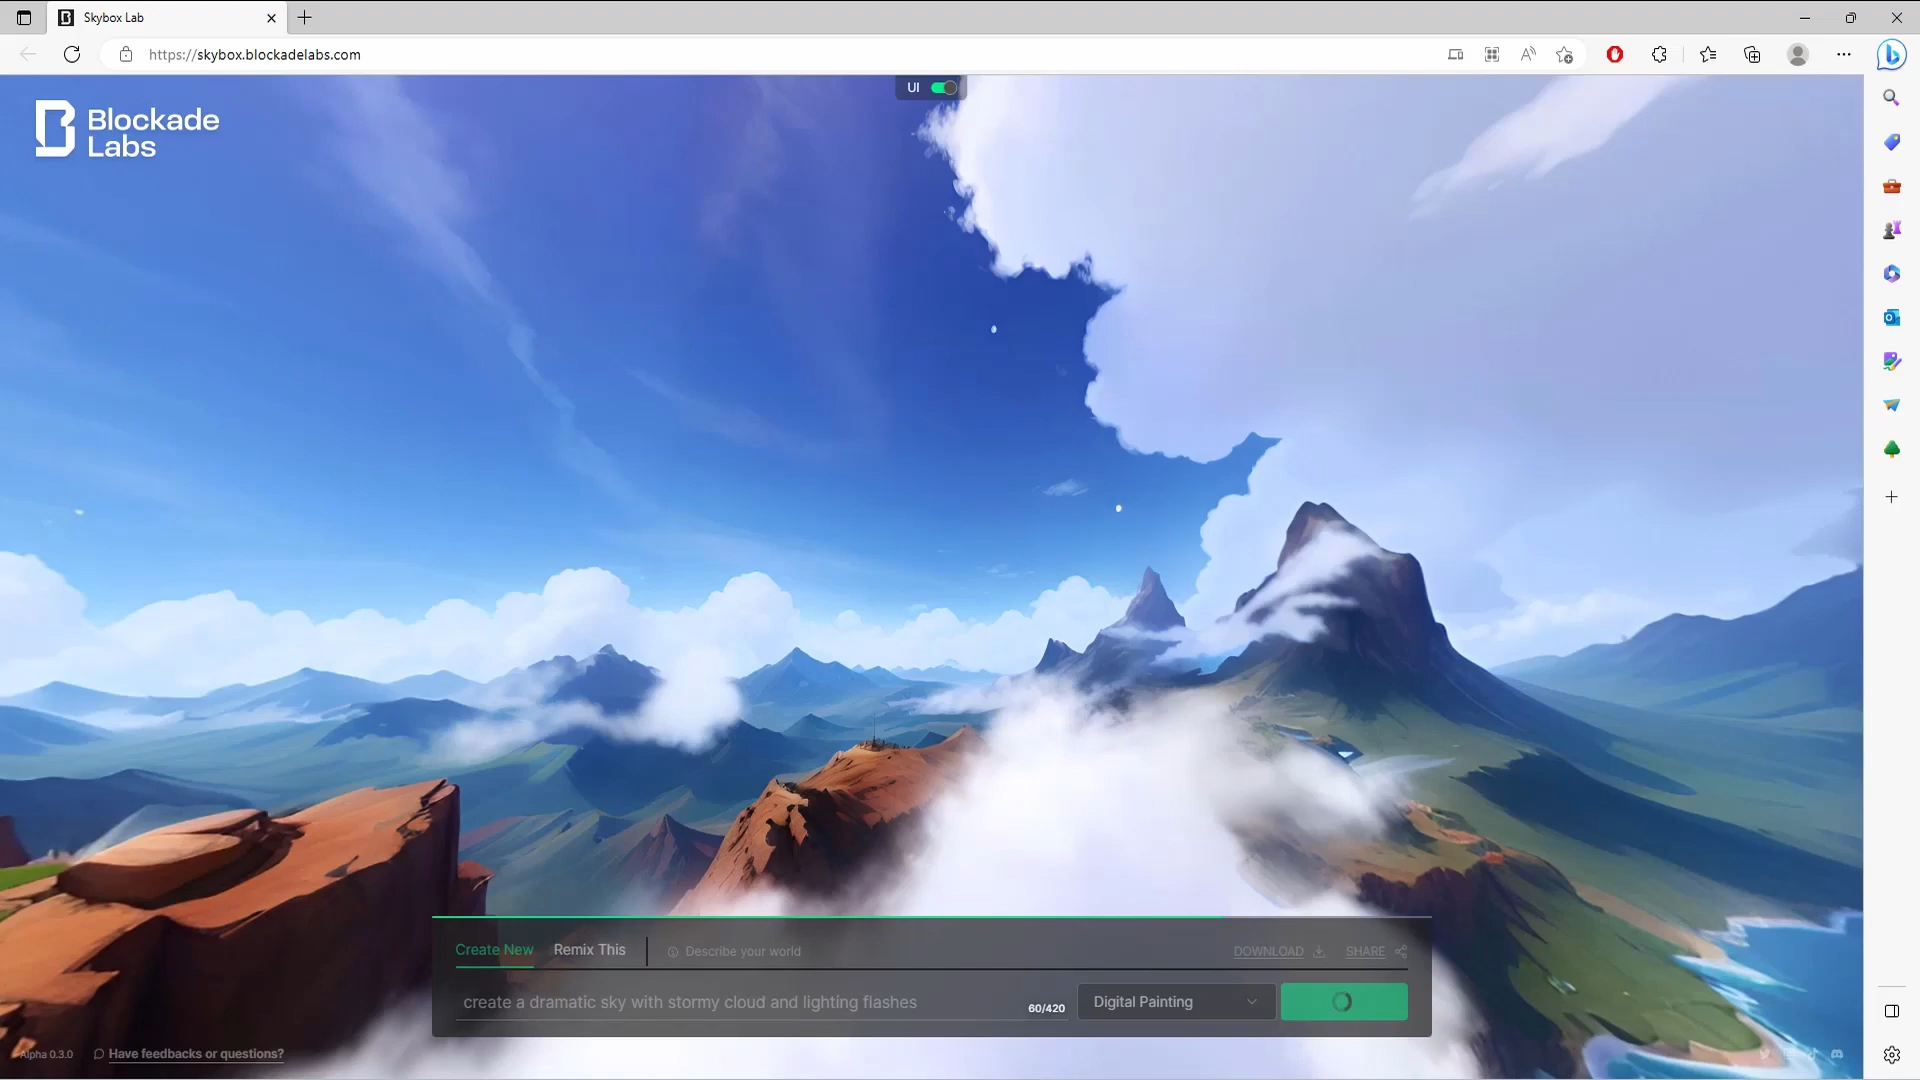 Skybox Lab
https://skybox.blockadelabs.com
UI
Blockade
Labs
Create New
Remix This
Describe your world
DOWNLOAD
SHARE
create a dramatic sky with stormy cloud and lighting flashes
60/420
Digital Painting
Alpha 0.3.0
Have feedbacks or questions?